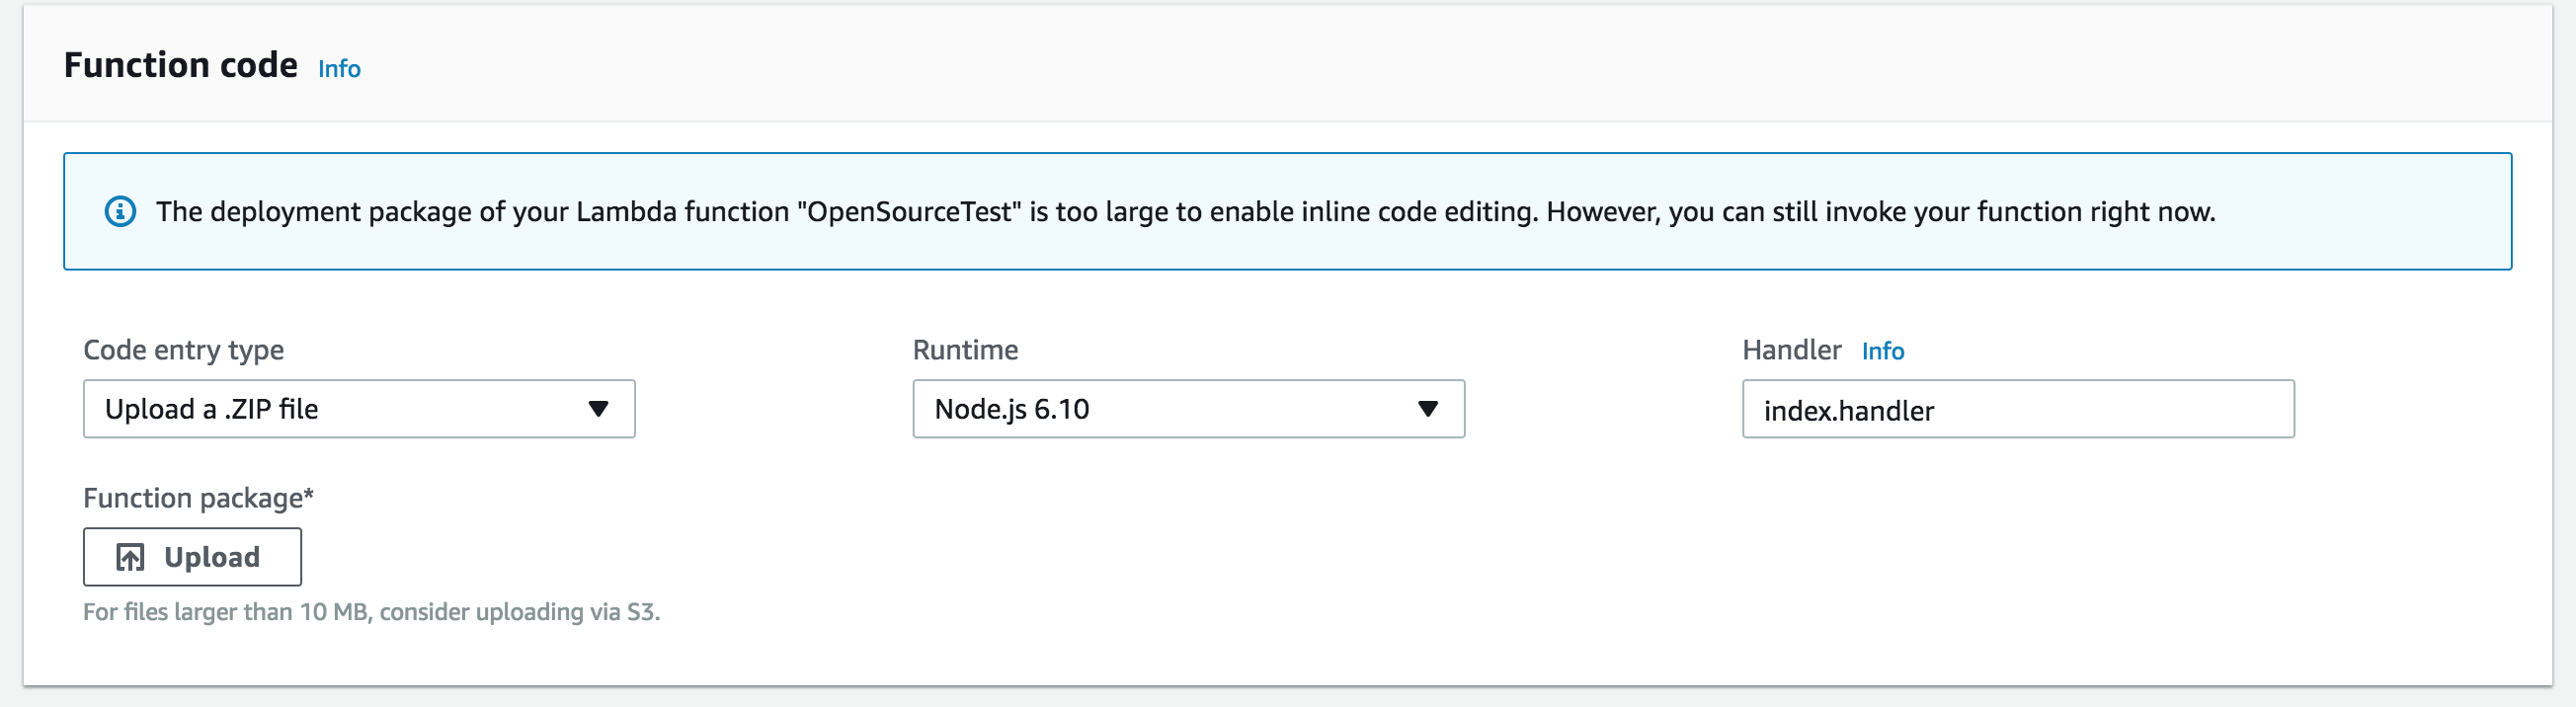 Function code Info
The deployment package of your Lambda function "OpenSourceTest" is too large to enable inline code editing. However, you can still invoke your function right now.
Code entry type
Upload a .ZIP file
Runtime
Node.js 6.10
Handler Info
index.handler
Function package*
Upload
For files larger than 10 MB, consider uploading via S3.